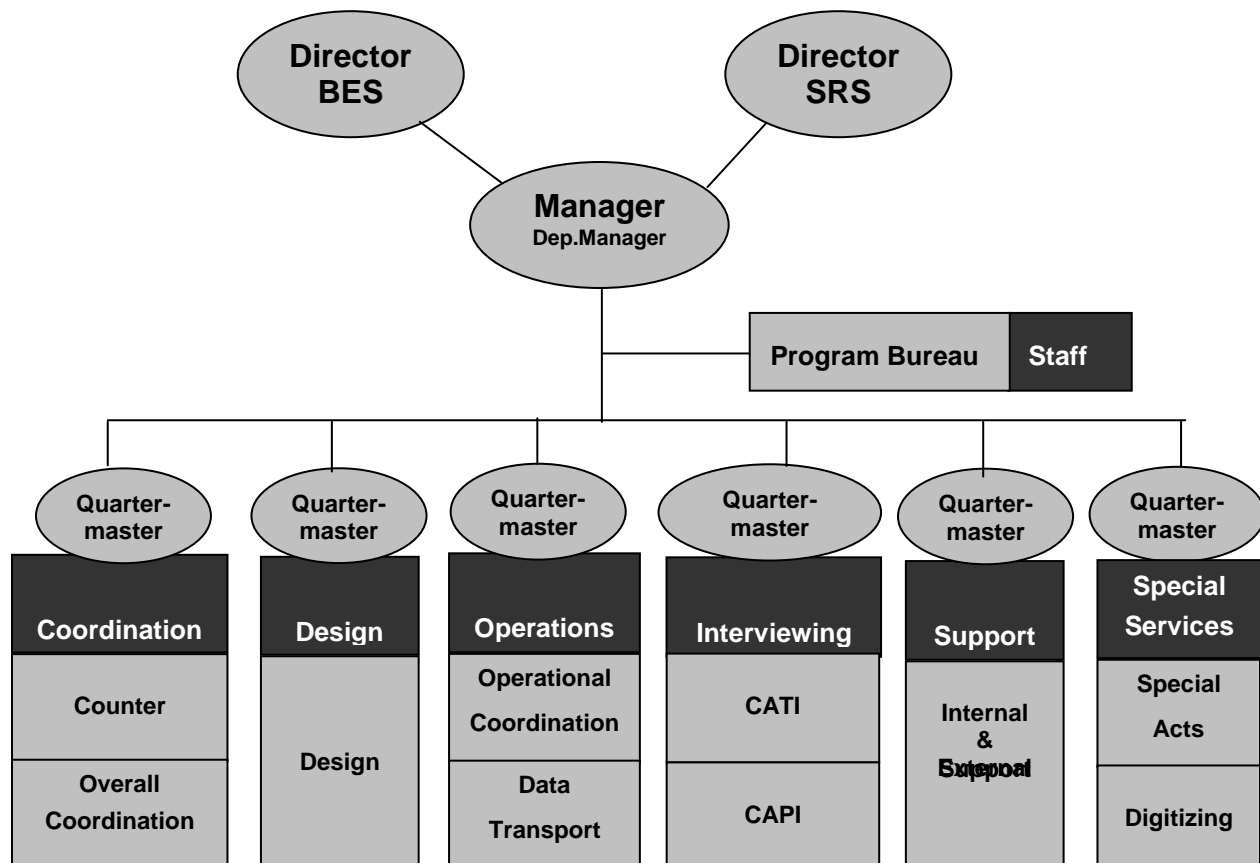 Director
BES
Director
SRS
Manager
Dep.Manager
Program Bureau
Staff
Quarter-
master
Quarter-
master
Quarter-
master
Quarter-
master
Quarter-
master
Quarter-
master
Coordination
Design
Operations
Interviewing
Support
Special
Services
Counter
Overall
Coordination
Design
Operational
Coordination
Data
Transport
CATI
CAPI
Internal
&
External
Support
Special
Acts
Digitizing